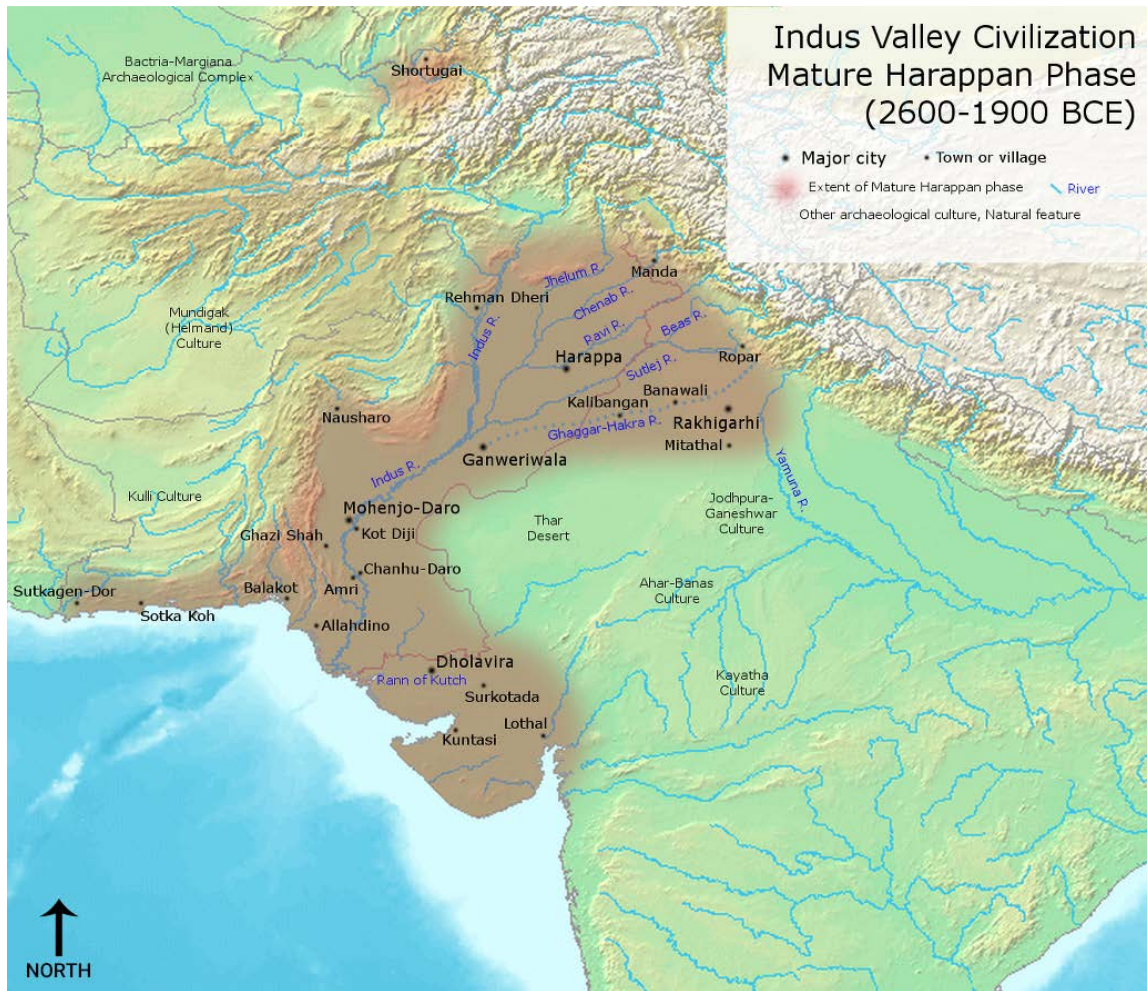 Indus Valley Civilization
Mature Harappan Phase
(2600-1900 BCE)
Major city
Town or village
Extent of Mature Harappan phase
River
Other archaeological culture, Natural feature
Bactria-Margiana
Archaeological Complex
Shortugai
Manda
Jhelum R.
Rehman Dheri
Chenab R.
Mundigak
(Helmand)
Culture
Indus R.
Ravi R.
Beas R.
Harappa
Ropar
Sutlej R.
Banawali
Kalibangan
Nausharo
Rakhigarhi
Ghaggar-Hakra R.
Mitathal
Ganweriwala
Indus R.
Yamuna R.
Kulli Culture
Jodhpura-
Ganeshwar
Culture
Mohenjo-Daro
Thar
Desert
Ghazi Shah
Kot Diji
Chanhu-Daro
Ahar-Banas
Culture
Sutkagen-Dor
Balakot
Amri
Sotka Koh
Allahdino
Dholavira
Rann of Kutch
Kayatha
Culture
Surkotada
Lothal
Kuntasi
NORTH